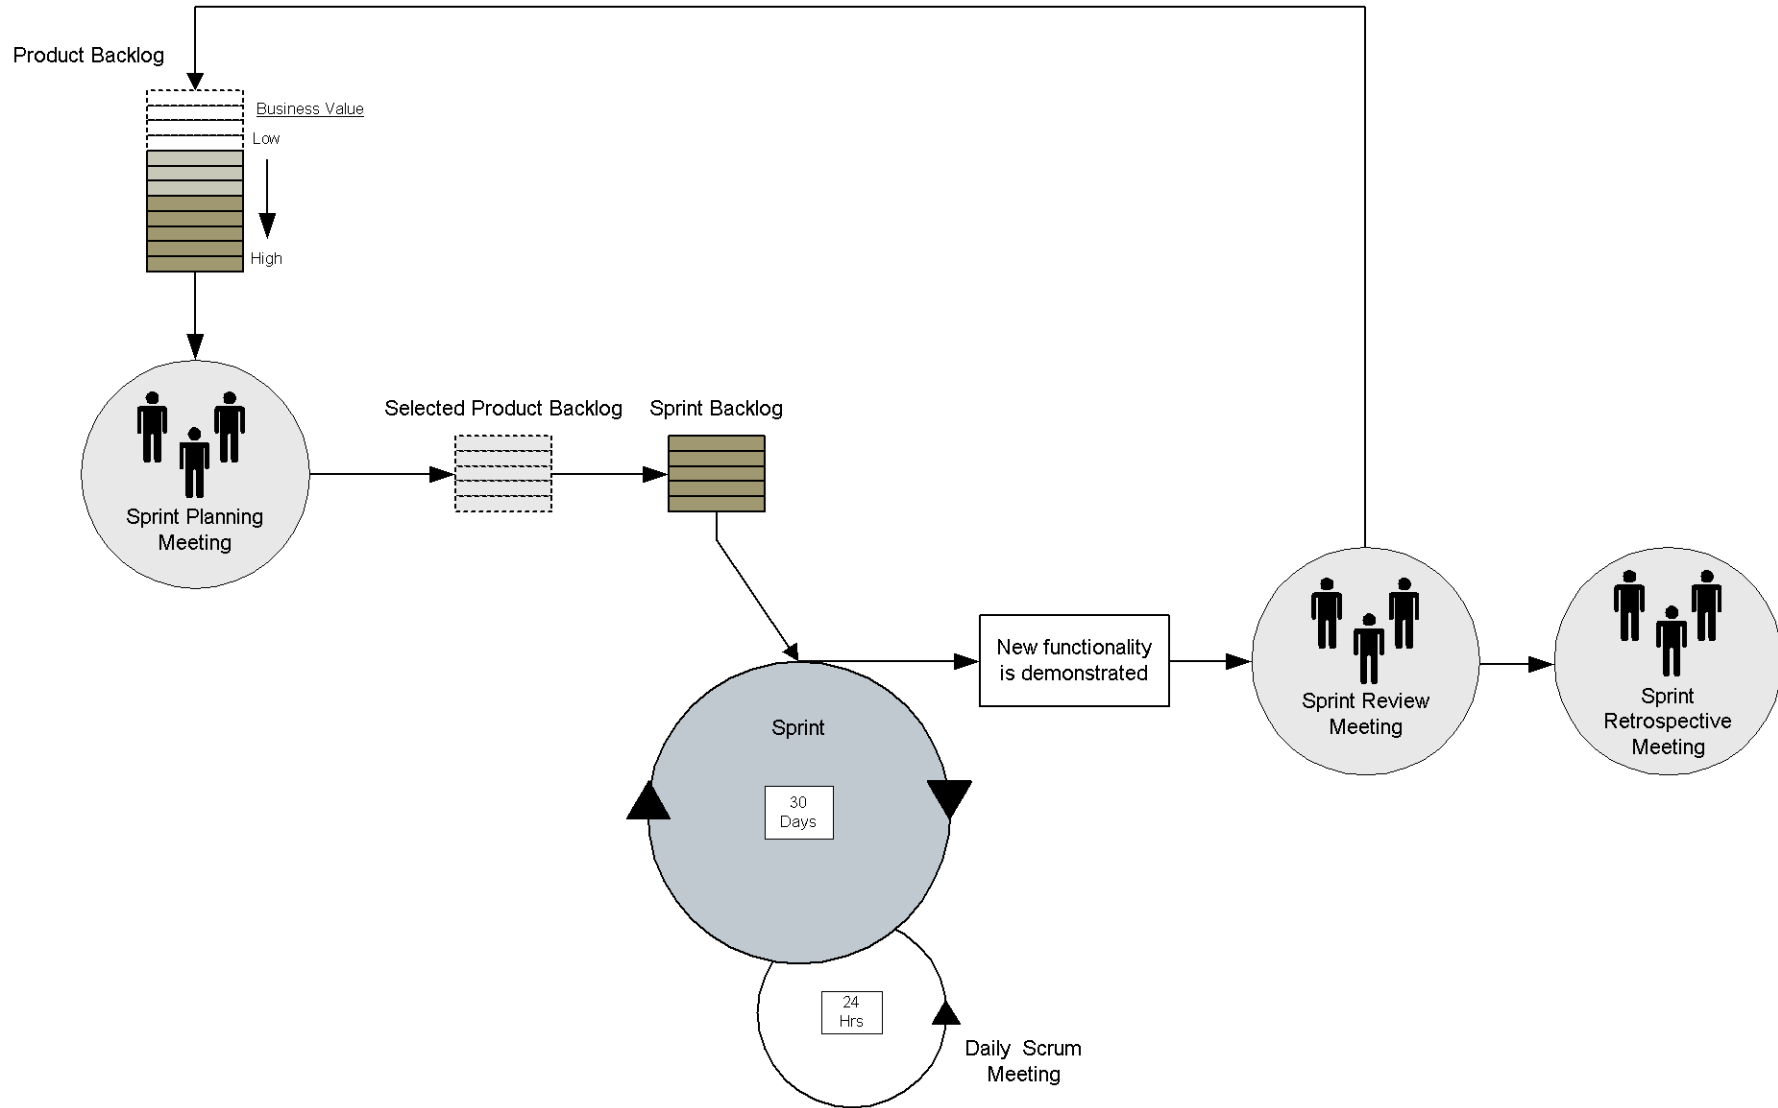 Product Backlog
Business Value
Low
High
Sprint Planning
Meeting
Selected Product Backlog
Sprint Backlog
New functionality
is demonstrated
Sprint Review
Meeting
Sprint
Retrospective
Meeting
Sprint
30
Days
24
Hrs
Daily Scrum
Meeting